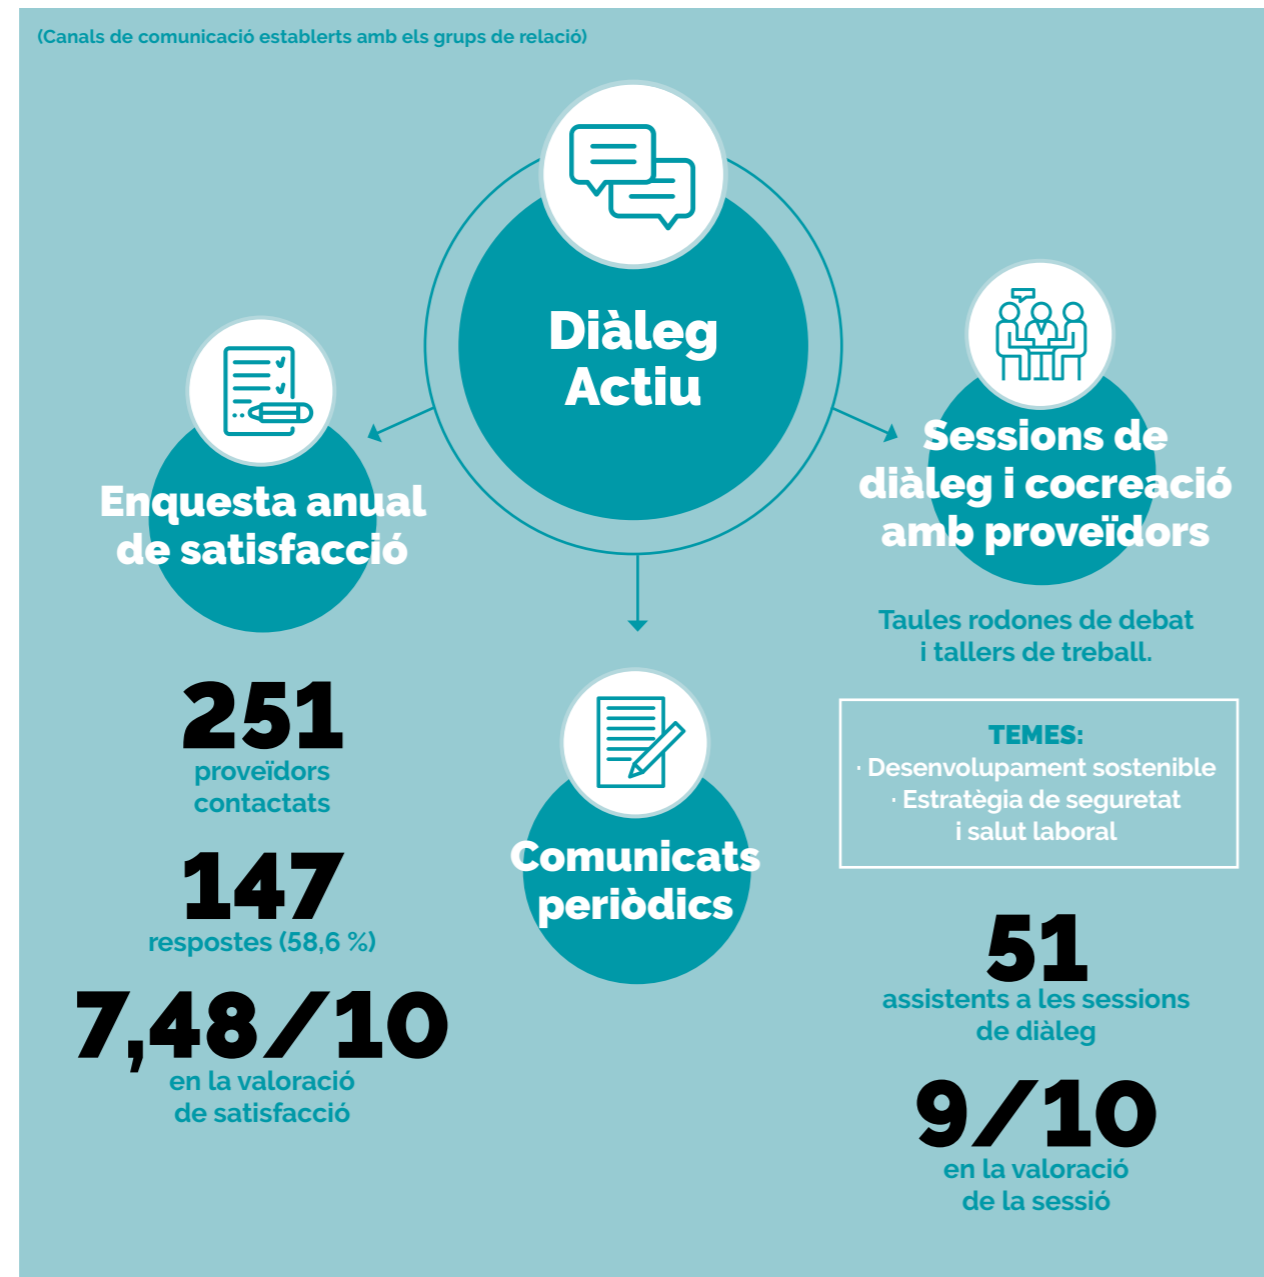 (Canals de comunicació establerts amb els grups de relació)
Diàleg
Actiu
Enquesta anual
de satisfacció
251
proveïdors
contactats
147
respostes (58,6 %)
7,48/10
en la valoració
de satisfacció
Comunicats
periòdics
Sessions de
diàleg i cocreació
amb proveïdors
Taules rodones de debat
i tallers de treball.
TEMES:
· Desenvolupament sostenible
· Estratègia de seguretat
i salut laboral
51
assistents a les sessions
de diàleg
9/10
en la valoració
de la sessió